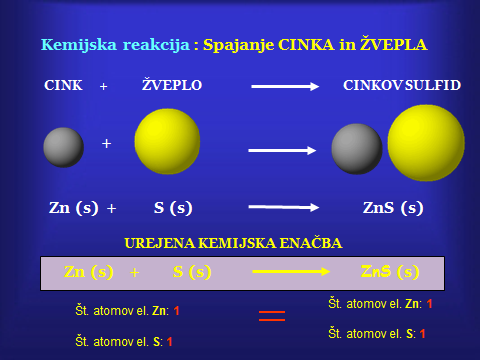 Kemijska reakcija : Spajanje CINKA in ŽVEPLA
CINK + ŽVEPLO CINKOV SULFID
+
Zn (s) + S (s) ZnS (s)
UREJENA KEMIJSKA ENAČBA
Zn (s) + S (s) ZnS (s)
Št. atomov el. Zn: 1 = Št. atomov el. Zn: 1
Št. atomov el. S: 1 Št. atomov el. S: 1